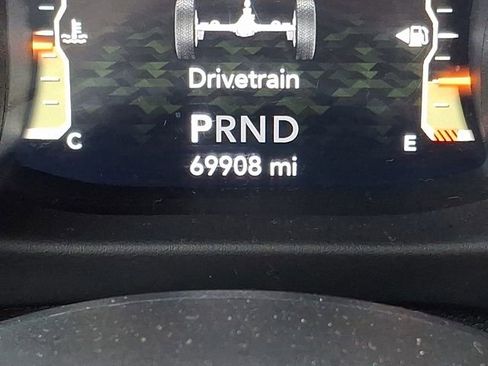 Drivetrain
PRND
C
E
69908 mi